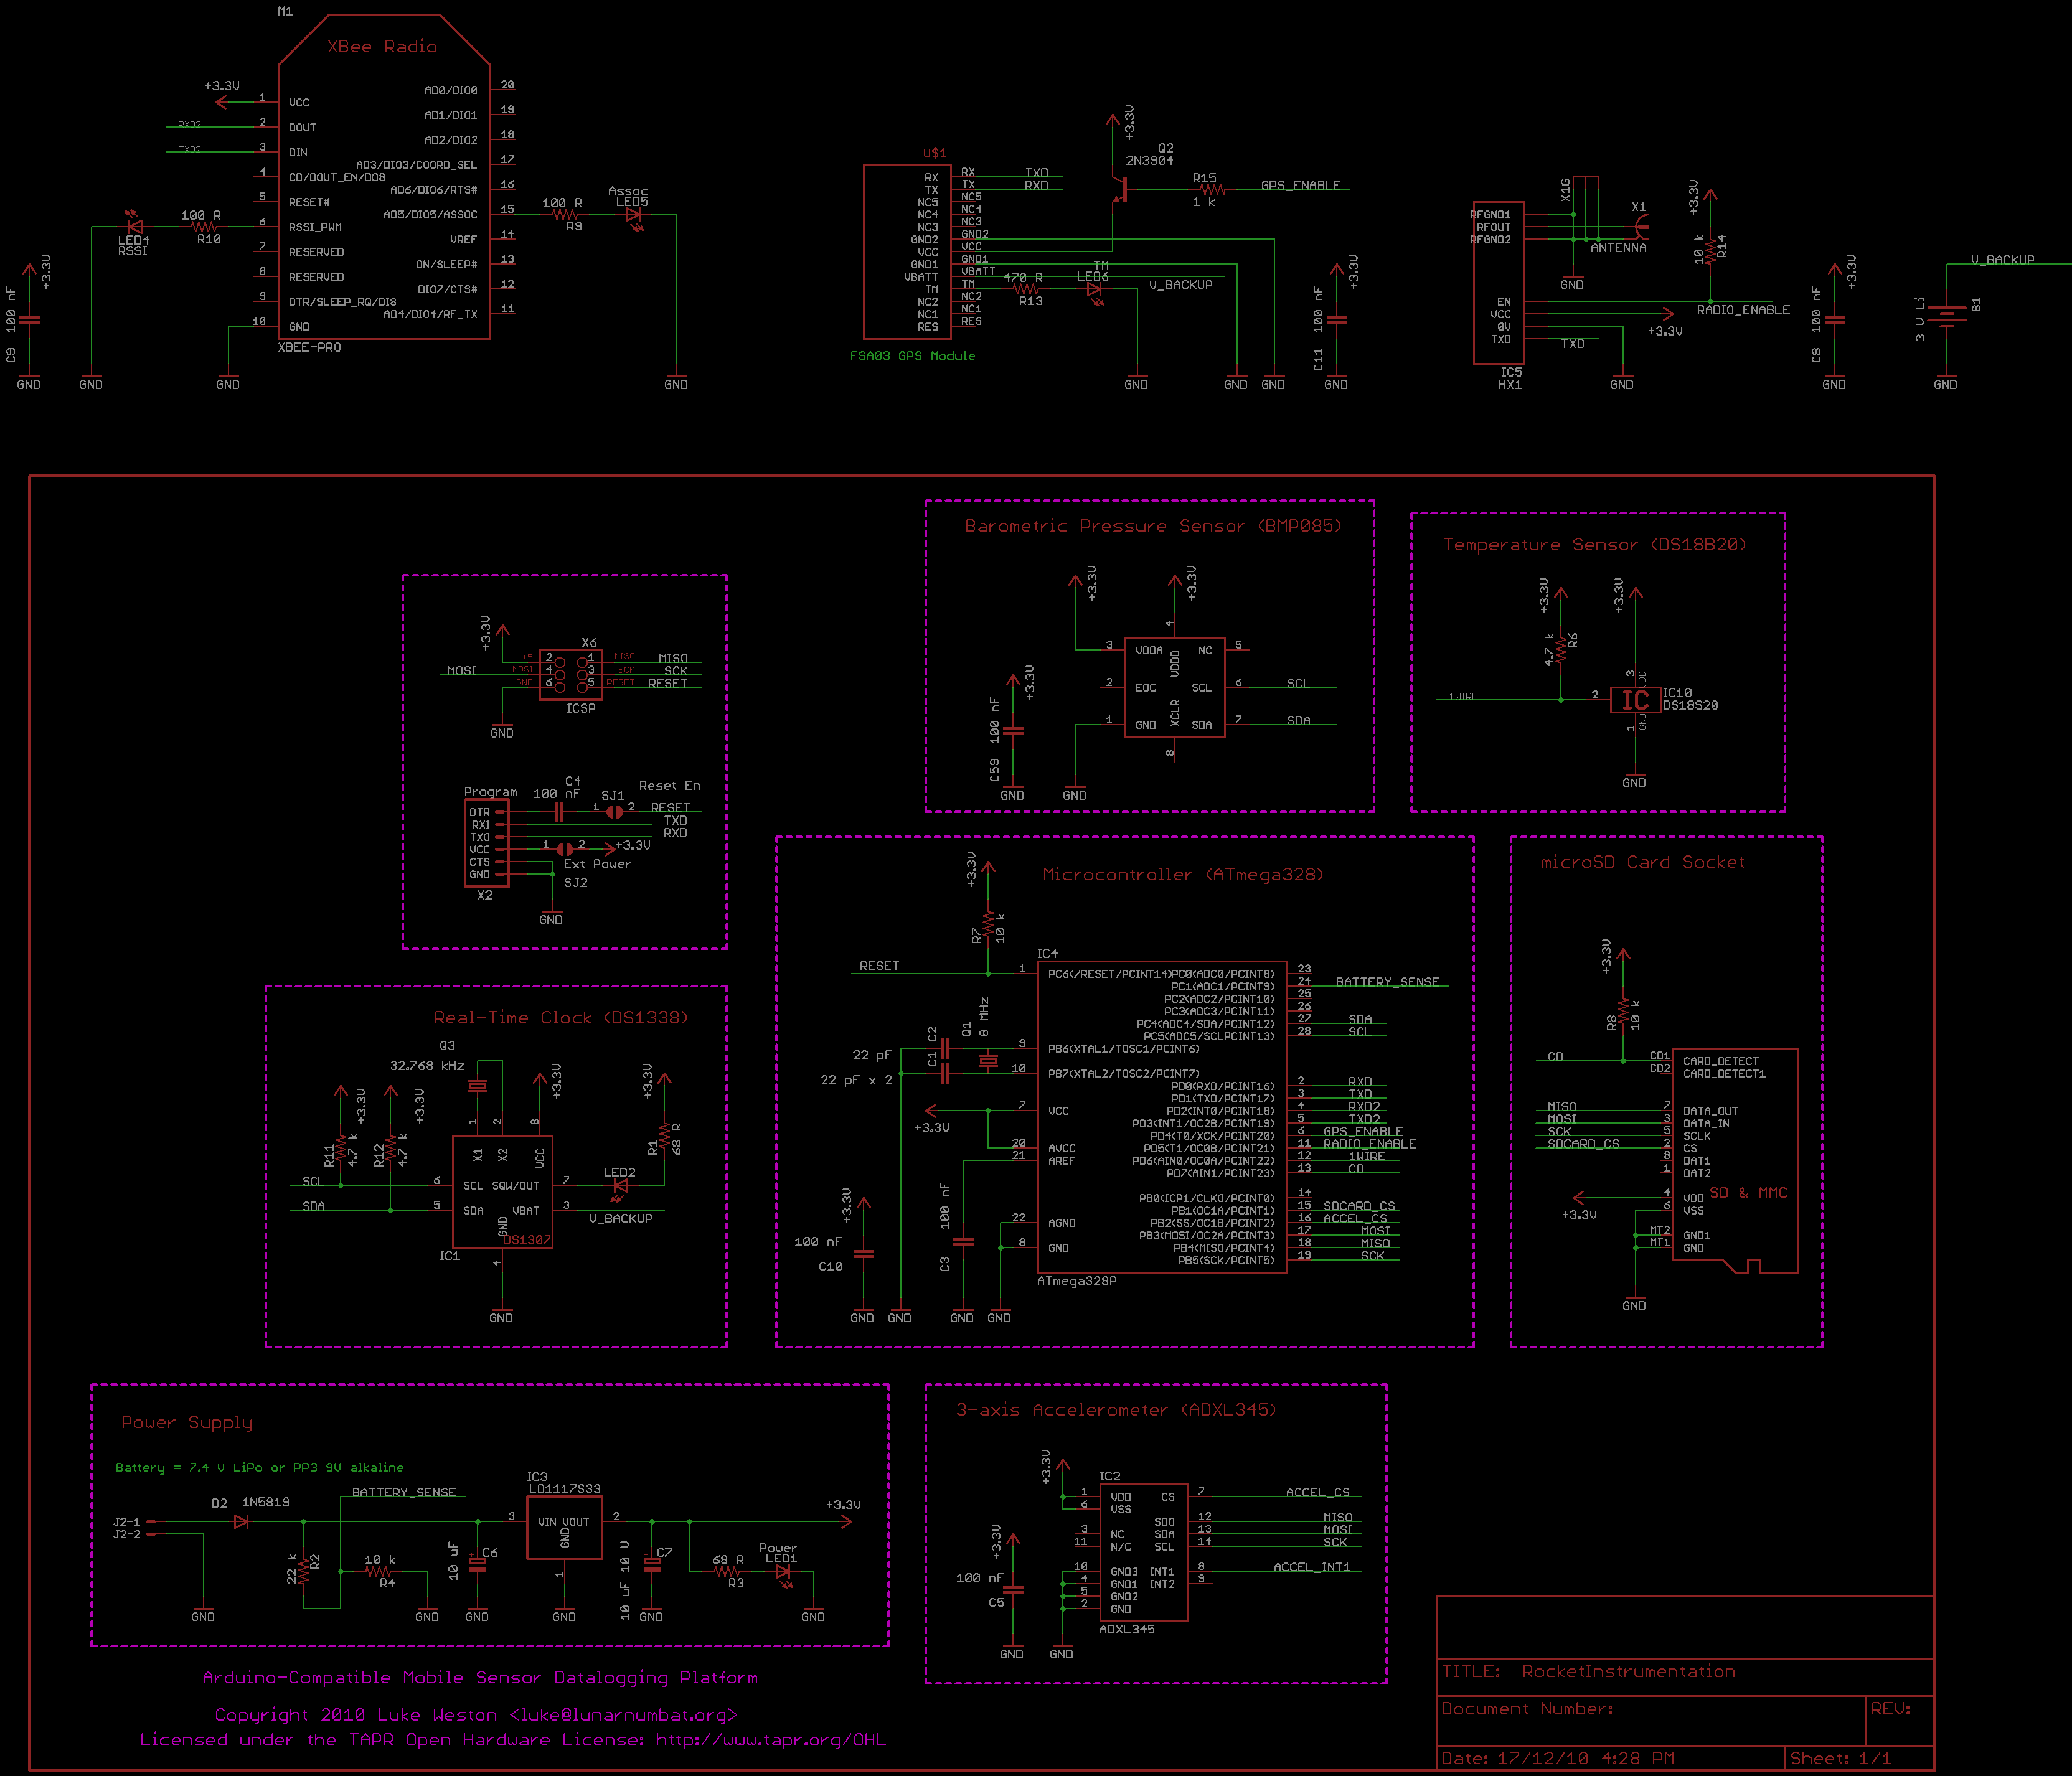 M1
XBee Radio
+3.3V
1 VCC
RXD2 2 DOUT
TXD2 3 DIN
4 CD/DOUT_EN/DO8
5 RESET#
LED4
RSSI
100 R
R10
6 RSSI_PWM
7 RESERVED
8 RESERVED
9 DTR/SLEEP_RQ/DI8
10 GND
AD0/DIO0 20
AD1/DIO1 19
AD2/DIO2 18
AD3/DIO3/COORD_SEL 17
AD6/DIO6/RTS# 16
AD5/DIO5/ASSOC 15
VREF 14
ON/SLEEP# 13
DIO7/CTS# 12
AD4/DIO4/RF_TX 11
XBEE-PRO
100 R
R9
Assoc
LED5
C9 100 nF
+3.3V
GND
GND
GND
GND
U$1
RX RX TXD
TX TX RXD
NC5 NC5
NC4 NC4
NC3 NC3
GND2 GND2
VCC VCC
GND1 GND1
VBATT VBATT
TM TM
NC2 NC2
NC1 NC1
RES RES
FSA03 GPS Module
+3.3V
Q2
2N3904
R15
1 k
GPS_ENABLE
470 R
R13
TM
LED6
V_BACKUP
GND
GND
GND
C11 100 nF
+3.3V
GND
RFGND1
RFOUT
RFGND2
EN
VCC
0V
TXD
IC5
HX1
X1G
X1
ANTENNA
GND
+3.3V
10 k
R14
RADIO_ENABLE
+3.3V
TXD
GND
C8 100 nF
+3.3V
GND
V_BACKUP
3 V Li
B1
GND
Barometric Pressure Sensor (BMP085)
+3.3V
+3.3V
3 VDDA
4 VDDD
NC 5
2 EOC
SCL 6 SCL
1 GND
XCLR 8
SDA 7 SDA
C59 100 nF
+3.3V
GND
GND
Temperature Sensor (DS18B20)
+3.3V
+3.3V
4.7 k
R6
1WIRE
2
3 VDD
IC
1 GND
IC10
DS18S20
GND
+3.3V
X6
+5 2 1 MISO MISO
MOSI MOSI 4 3 SCK SCK
GND 6 5 RESET RESET
ICSP
GND
Program
C4
100 nF
SJ1
Reset En
1 2
DTR
RXI
TXO
VCC
CTS
GND
RESET
TXD
RXD
1 2
+3.3V
Ext Power
SJ2
X2
GND
Microcontroller (ATmega328)
+3.3V
R7
10 k
IC4
RESET
1 PC6(/RESET/PCINT14)
9 PB6(XTAL1/TOSC1/PCINT6)
10 PB7(XTAL2/TOSC2/PCINT7)
7 VCC
20 AVCC
21 AREF
22 AGND
8 GND
PC0(ADC0/PCINT8) 23
PC1(ADC1/PCINT9) 24 BATTERY_SENSE
PC2(ADC2/PCINT10) 25
PC3(ADC3/PCINT11) 26
PC4(ADC4/SDA/PCINT12) 27 SDA
PC5(ADC5/SCLPCINT13) 28 SCL
PD0(RXD/PCINT16) 2 RXD
PD1(TXD/PCINT17) 3 TXD
PD2(INT0/PCINT18) 4 RXD2
PD3(INT1/OC2B/PCINT19) 5 TXD2
PD4(T0/XCK/PCINT20) 6 GPS_ENABLE
PD5(T1/OC0B/PCINT21) 11 RADIO_ENABLE
PD6(AIN0/OC0A/PCINT22) 12 1WIRE
PD7(AIN1/PCINT23) 13 CD
PB0(ICP1/CLKO/PCINT0) 14
PB1(OC1A/PCINT1) 15 SDCARD_CS
PB2(SS/OC1B/PCINT2) 16 ACCEL_CS
PB3(MOSI/OC2A/PCINT3) 17 MOSI
PB4(MISO/PCINT4) 18 MISO
PB5(SCK/PCINT5) 19 SCK
ATmega328P
C1 C2
Q1
8 MHz
22 pF
22 pF x 2
+3.3V
+3.3V
100 nF
C10
C3 100 nF
GND
GND
GND
GND
microSD Card Socket
+3.3V
R8
10k
CD CD1 CARD_DETECT
CD2 CARD_DETECT1
MISO 7 DATA_OUT
MOSI 3 DATA_IN
SCK 5 SCLK
SDCARD_CS 2 CS
8 DAT1
1 DAT2
4 VDD
SD & MMC
6 VSS
+3.3V
MT2 GND1
MT1 GND
GND
Real-Time Clock (DS1338)
Q3
32.768 kHz
+3.3V
+3.3V
+3.3V
+3.3V
R11
4.7 k
R12
4.7 k
1 X1
2 X2
8 VCC
R1
68 R
LED2
SCL 6 SCL
SQW/OUT 7
SDA 5 SDA
VBAT 3
V_BACKUP
GND
DS1307
IC1
4
GND
Power Supply
Battery = 7.4 V LiPo or PP3 9V alkaline
J2-1
J2-2
D2 1N5819
BATTERY_SENSE
IC3
LD1117S33
3 VIN VOUT 2
GND
1
+3.3V
22 k
R2
10 k
R4
10 uF
C6
10 uF 10 V
C7
68 R
R3
Power
LED1
GND
GND
GND
GND
GND
GND
3-axis Accelerometer (ADXL345)
+3.3V
IC2
1 VDD
6 VSS
3 NC
11 N/C
10 GND3
4 GND1
5 GND2
2 GND
CS 7 ACCEL_CS
SDO 12 MISO
SDA 13 MOSI
SCL 14 SCK
INT1 8 ACCEL_INT1
INT2 9
ADXL345
+3.3V
100 nF
C5
GND
GND
Arduino-Compatible Mobile Sensor Datalogging Platform
Copyright 2010 Luke Weston <luke@lunarnumbat.org>
Licensed under the TAPR Open Hardware License: http://www.tapr.org/OHL
TITLE: RocketInstrumentation
Document Number:
REV:
Date: 17/12/10 4:28 PM
Sheet: 1/1